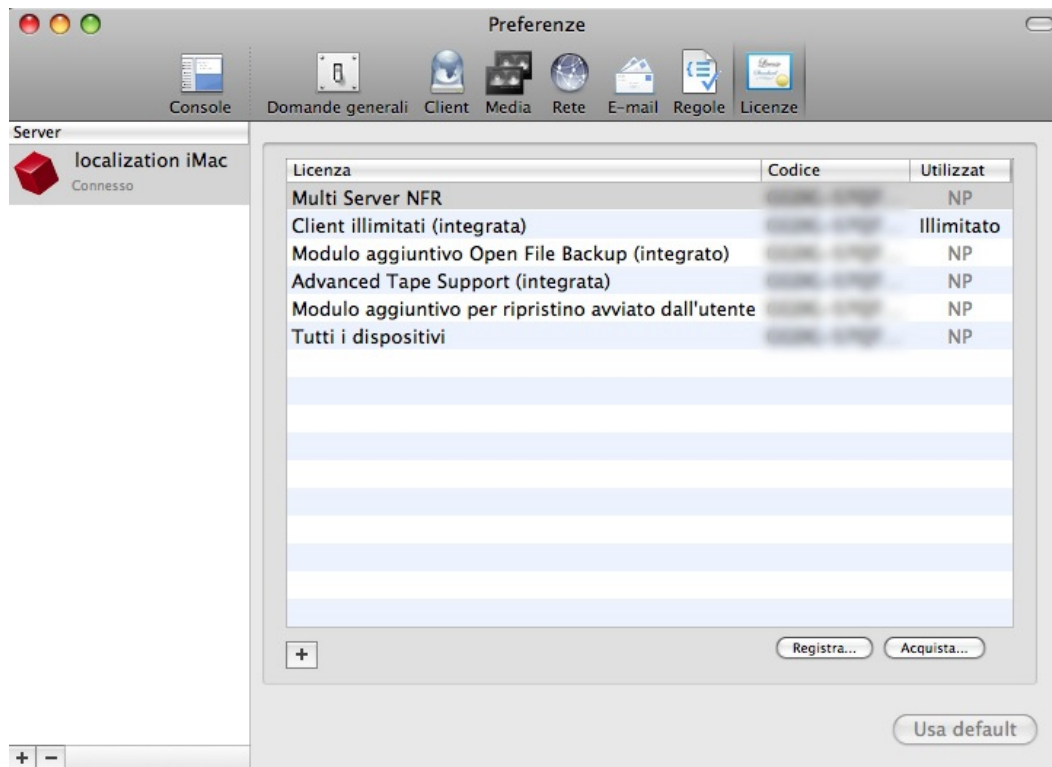 Preferenze
Console Domande generali Client Media Rete E-mail Regole Licenze
Server
localization iMac
Connesso
Licenza Codice Utilizzat
Multi Server NFR NP
Client illimitati (integrata) Illimitato
Modulo aggiuntivo Open File Backup (integrato) NP
Advanced Tape Support (integrata) NP
Modulo aggiuntivo per ripristino avviato dall'utente NP
Tutti i dispositivi NP
+ Registra... Acquista...
Usa default
+ −